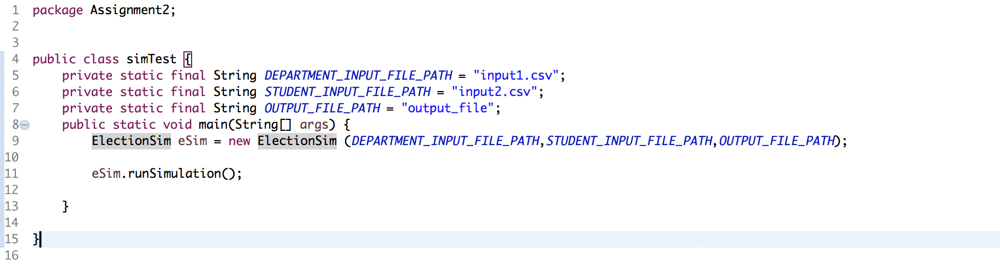 1 package Assignment2;
2
3
4 public class simTest {
5 private static final String DEPARTMENT_INPUT_FILE_PATH = "input1.csv";
6 private static final String STUDENT_INPUT_FILE_PATH = "input2.csv";
7 private static final String OUTPUT_FILE_PATH = "output_file";
8 public static void main(String[] args) {
9 ElectionSim eSim = new ElectionSim (DEPARTMENT_INPUT_FILE_PATH,STUDENT_INPUT_FILE_PATH,OUTPUT_FILE_PATH);
10
11 eSim.runSimulation();
12
13 }
14
15 }
16